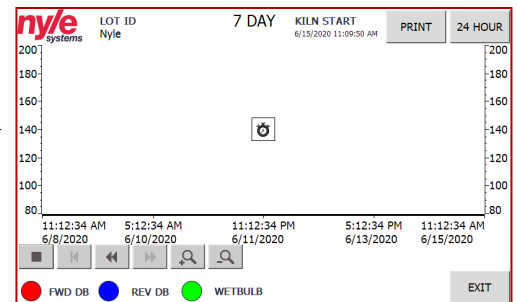 nyle systems LOT ID 7 DAY KILN START PRINT 24 HOUR
Nyle 6/15/2020 11:09:50 AM
200 200
180 180
160 160
140 140
120 120
100 100
80 80
11:12:34 AM 5:12:34 AM 11:12:34 PM 5:12:34 PM 11:12:34 AM
6/8/2020 6/10/2020 6/11/2020 6/13/2020 6/15/2020
FWD DB REV DB WETBULB EXIT